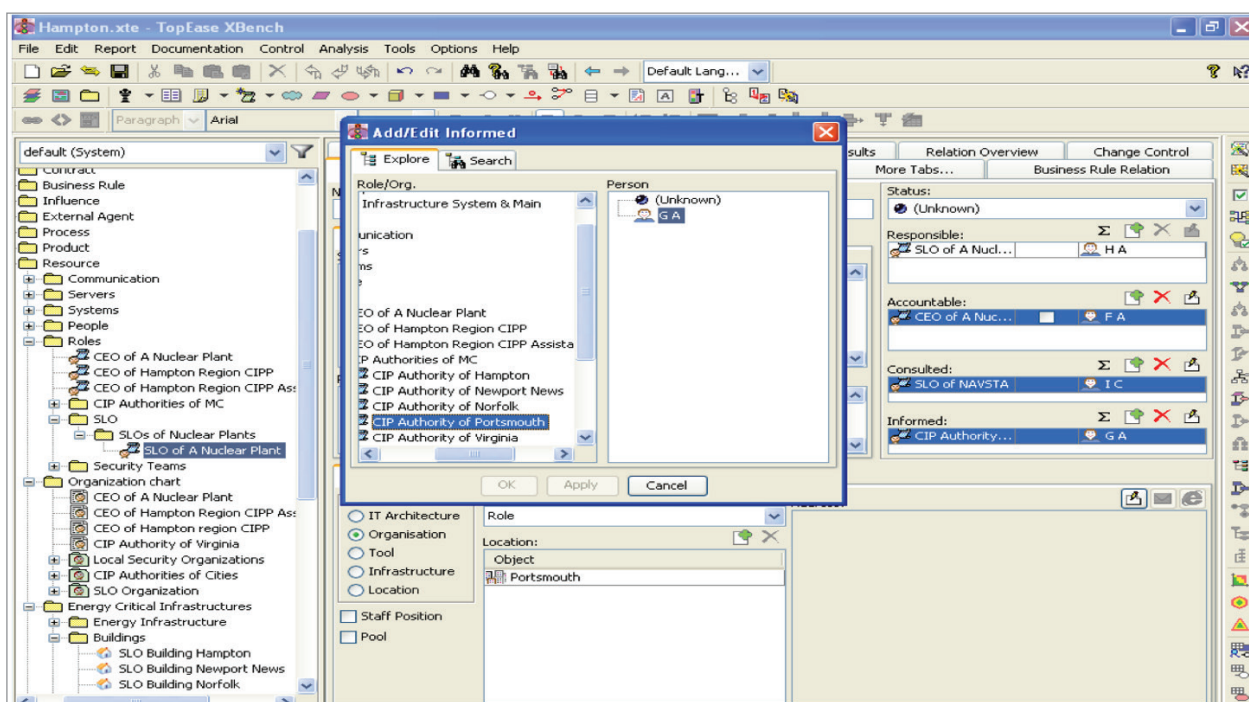 Hampton.xte - TopEase XBench
File Edit Report Documentation Control Analysis Tools Options Help
Default Lang...
Paragraph Arial
default (System)
Contract
Business Rule
Influence
External Agent
Process
Product
Resource
Communication
Servers
Systems
People
Roles
CEO of A Nuclear Plant
CEO of Hampton Region CIPP
CEO of Hampton Region CIPP Ass
CIP Authorities of MC
SLO
SLOs of Nuclear Plants
SLO of A Nuclear Plant
Security Teams
Organization chart
CEO of A Nuclear Plant
CEO of Hampton Region CIPP Ass
CEO of Hampton region CIPP
CIP Authority of Virginia
Local Security Organizations
CIP Authorities of Cities
SLO Organization
Energy Critical Infrastructures
Energy Infrastructure
Buildings
SLO Building Hampton
SLO Building Newport News
SLO Building Norfolk
Add/Edit Informed
Explore Search
Role/Org.
Infrastructure System & Main
unication
rs
ms
EO of A Nuclear Plant
EO of Hampton Region CIPP
EO of Hampton Region CIPP Assista
IP Authorities of MC
CIP Authority of Hampton
CIP Authority of Newport News
CIP Authority of Norfolk
CIP Authority of Portsmouth
CIP Authority of Virginia
Person
(Unknown)
G A
OK Apply Cancel
sults Relation Overview Change Control
More Tabs... Business Rule Relation
Status:
(Unknown)
Responsible:
SLO of A Nucl... H A
Accountable:
CEO of A Nuc... F A
Consulted:
SLO of NAVSTA I C
Informed:
CIP Authority... G A
IT Architecture
Organisation
Tool
Infrastructure
Location
Staff Position
Pool
Role
Location:
Object
Portsmouth